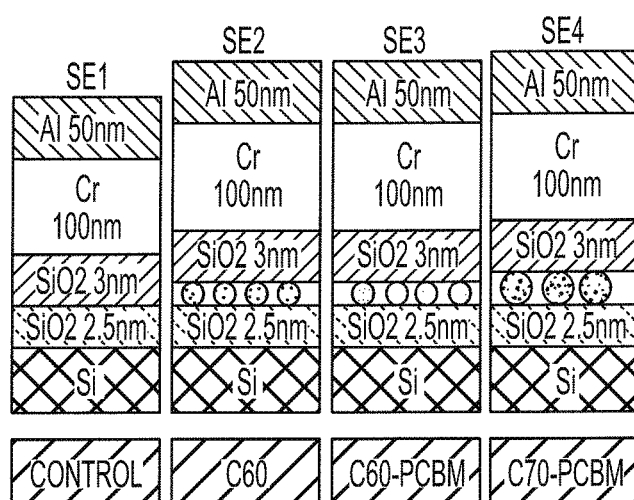 SE1
Al 50nm
Cr
100nm
SiO2 3nm
SiO2 2.5nm
Si
CONTROL
SE2
Al 50nm
Cr
100nm
SiO2 3nm
SiO2 2.5nm
Si
C60
SE3
Al 50nm
Cr
100nm
SiO2 3nm
SiO2 2.5nm
Si
C60-PCBM
SE4
Al 50nm
Cr
100nm
SiO2 3nm
SiO2 2.5nm
Si
C70-PCBM